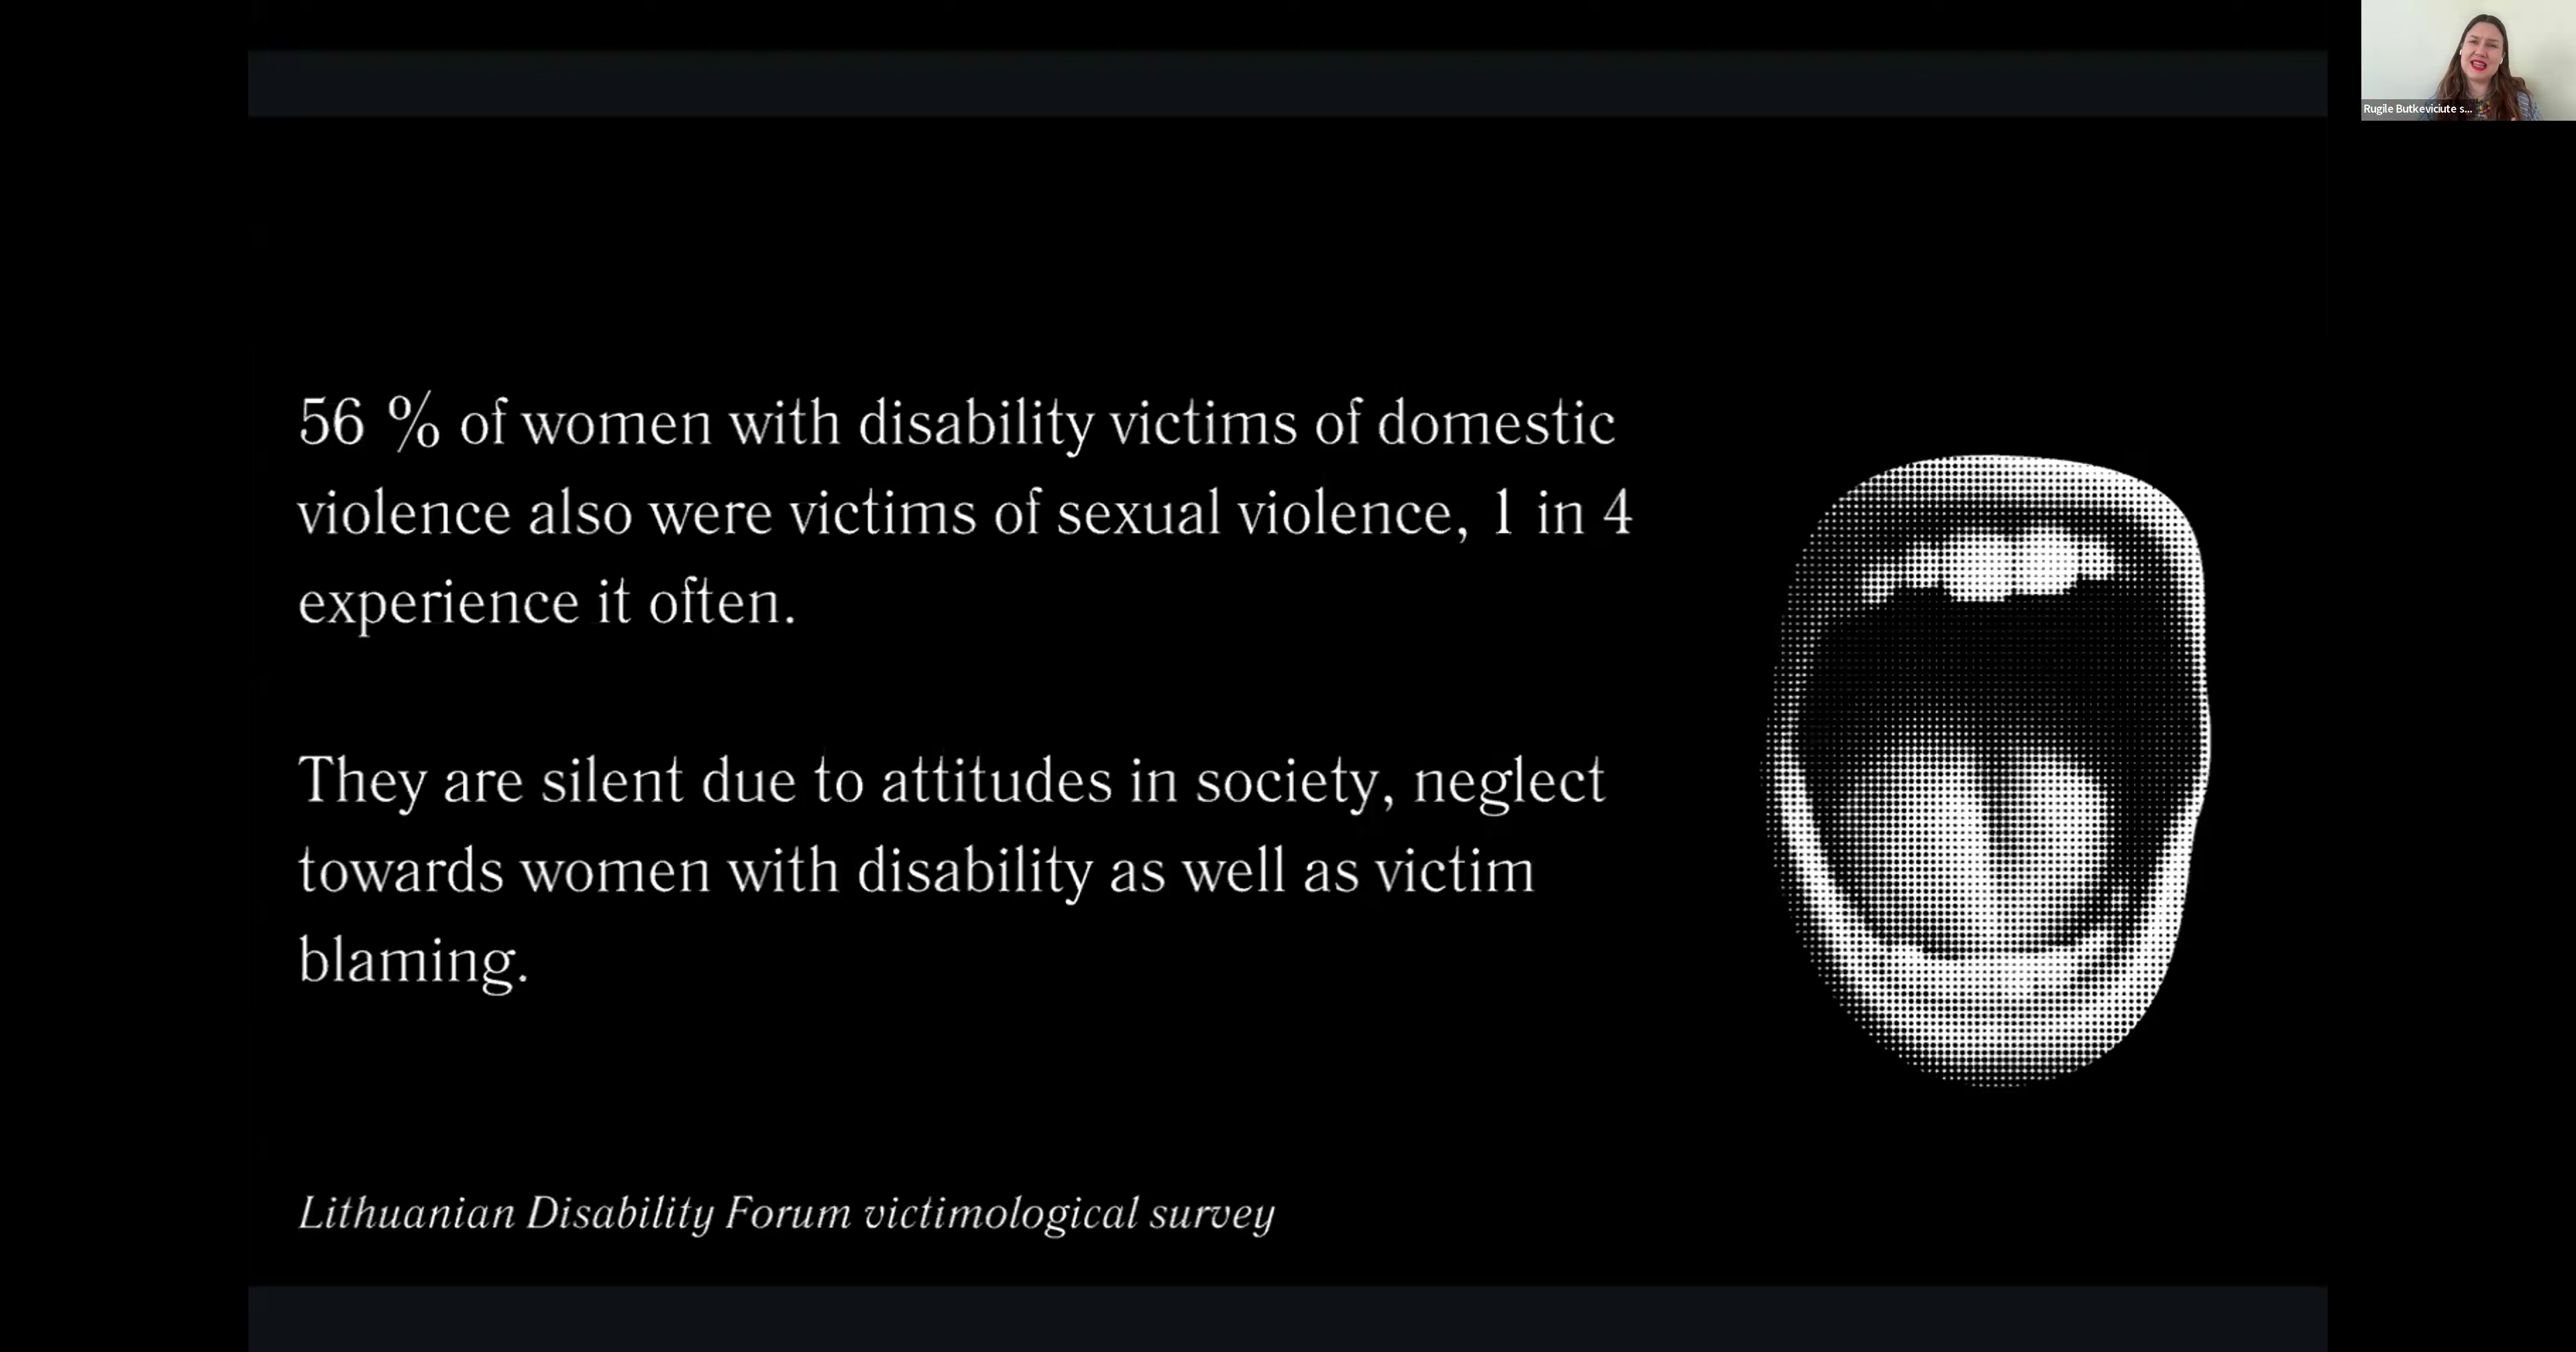 Rugile Butkeviciute s...
56 % of women with disability victims of domestic
violence also were victims of sexual violence, 1 in 4
experience it often.
They are silent due to attitudes in society, neglect
towards women with disability as well as victim
blaming.
Lithuanian Disability Forum victimological survey